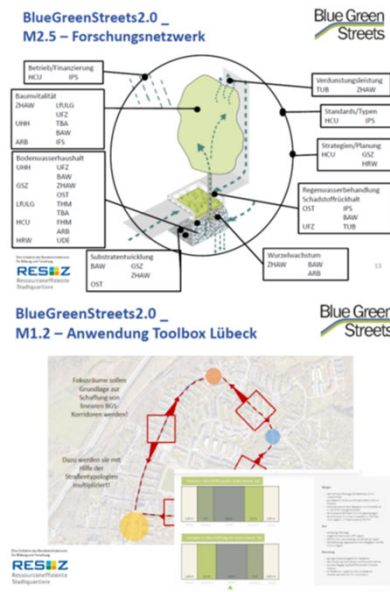 BlueGreenStreets2.0 _
M2.5 – Forschungsnetzwerk
Blue Green
Streets
Betrieb/Finanzierung
HCU IPS
Baumvitalität
ZHAW LfULG
UFZ
UHH TBA
BAW
ARB IFS
Bodenwasserhaushalt
UHH UFZ
BAW
GSZ ZHAW
OST
LfULG THM
TBA
HCU FHM
ARB
HRW UDE
Substratentwicklung
BAW GSZ
ZHAW
OST
Verdunstungsleistung
TUB ZHAW
Standards/Typen
HCU IPS
Strategien/Planung
HCU GSZ
HRW
Regenwasserbehandlung
Schadstoffrückhalt
OST IPS
BAW
UFZ TUB
Wurzelwachstum
ZHAW BAW
ARB
13
RES Z
Ressourceneffiziente
Stadtquartiere
BlueGreenStreets2.0 _
M1.2 – Anwendung Toolbox Lübeck
Blue Green
Streets
Fokusräume sollen
Grundlage zur
Schaffung von
linearen BGS-
Korridoren werden!
Dazu werden sie mit
Hilfe der
Straßentypologien
multipliziert!
RES Z
Ressourceneffiziente
Stadtquartiere